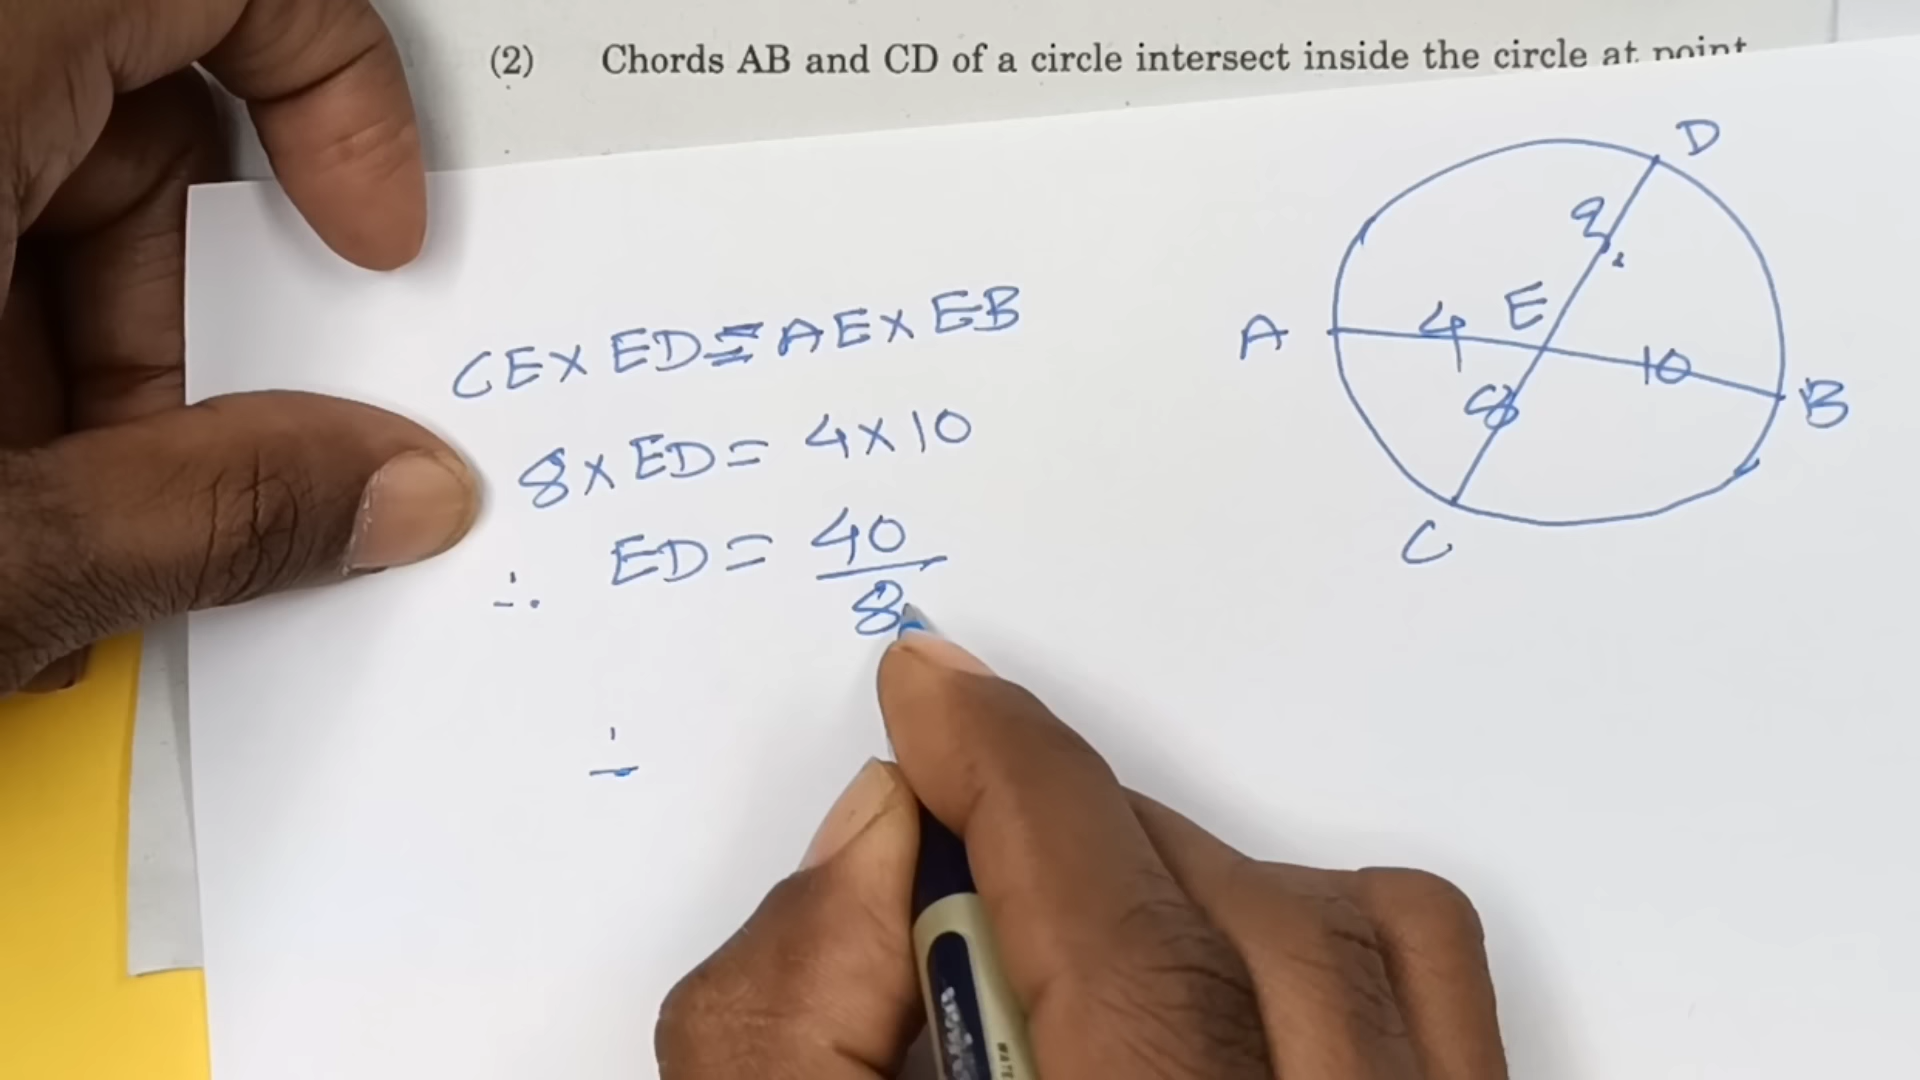 (2) Chords AB and CD of a circle intersect inside the circle at point
CE × ED = AE × EB
8 × ED = 4 × 10
∴ ED = 40
8
D
?
E
A
4
10
8
B
C